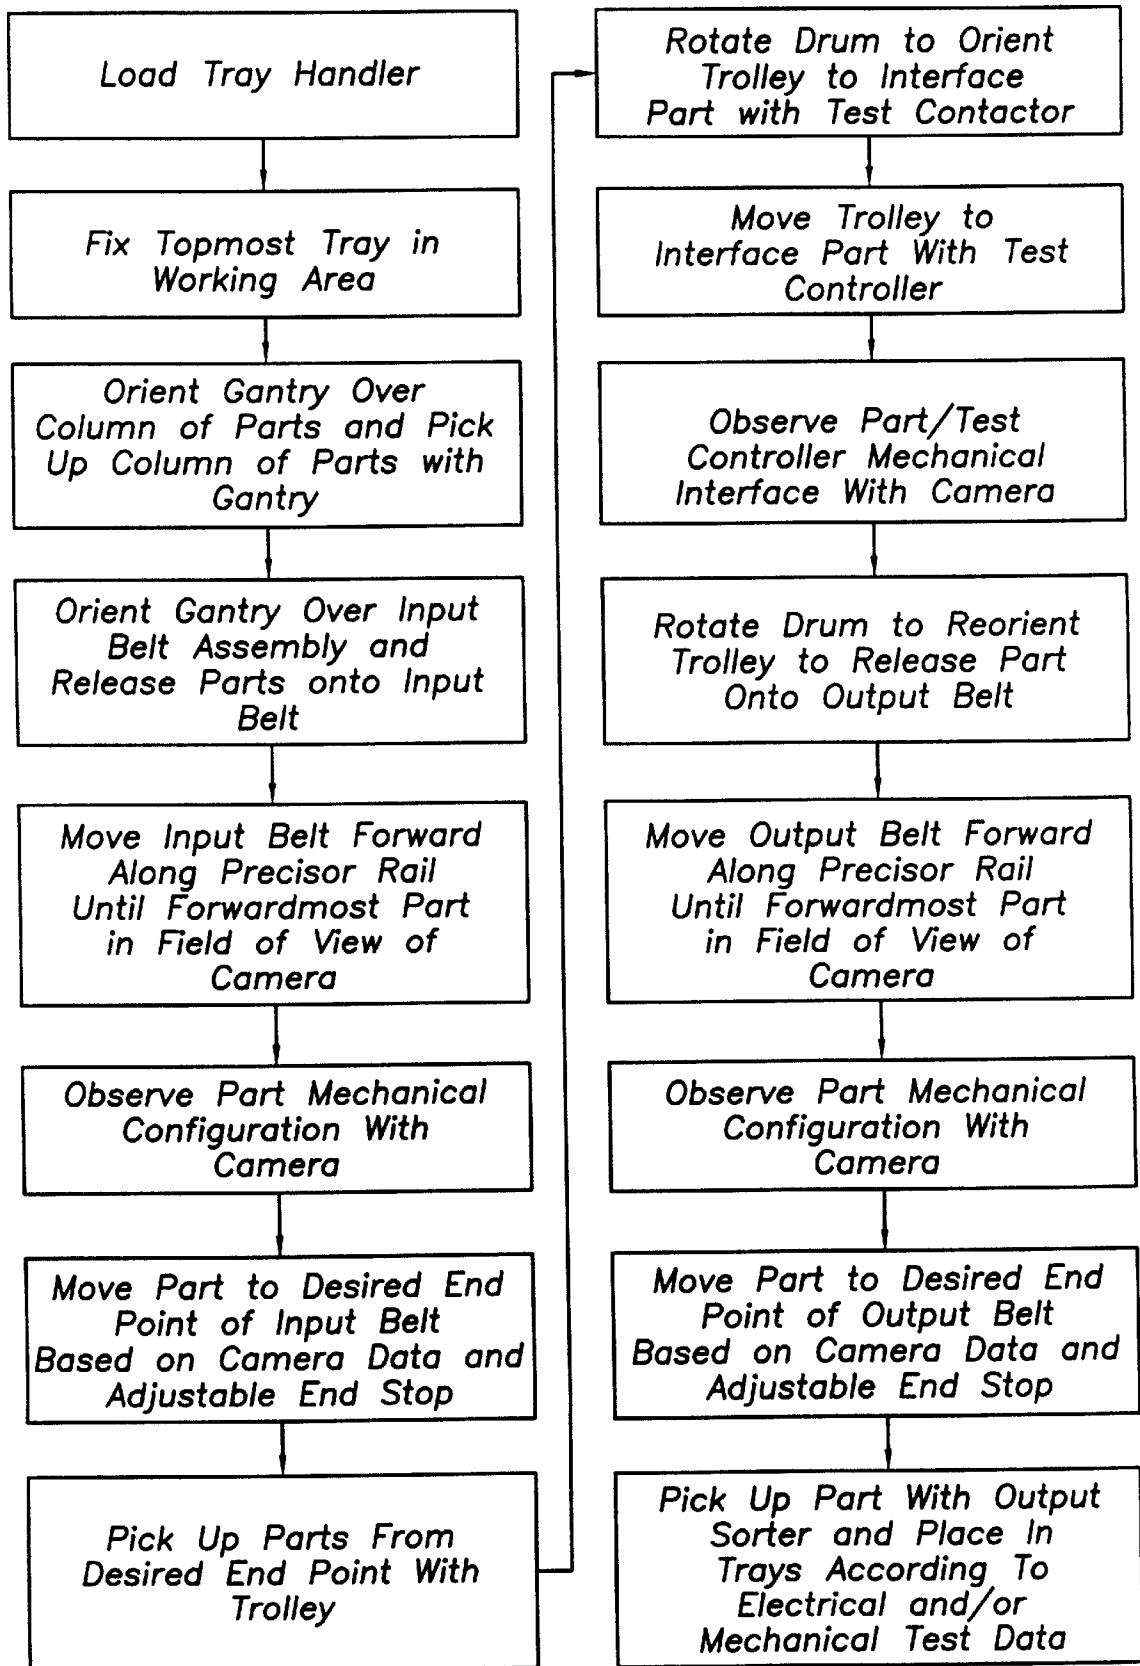 Load Tray Handler
Fix Topmost Tray in
Working Area
Orient Gantry Over
Column of Parts and Pick
Up Column of Parts with
Gantry
Orient Gantry Over Input
Belt Assembly and
Release Parts onto Input
Belt
Move Input Belt Forward
Along Precisor Rail
Until Forwardmost Part
in Field of View of
Camera
Observe Part Mechanical
Configuration With
Camera
Move Part to Desired End
Point of Input Belt
Based on Camera Data and
Adjustable End Stop
Pick Up Parts From
Desired End Point With
Trolley
Rotate Drum to Orient
Trolley to Interface
Part with Test Contactor
Move Trolley to
Interface Part With Test
Controller
Observe Part/Test
Controller Mechanical
Interface With Camera
Rotate Drum to Reorient
Trolley to Release Part
Onto Output Belt
Move Output Belt Forward
Along Precisor Rail
Until Forwardmost Part
in Field of View of
Camera
Observe Part Mechanical
Configuration With
Camera
Move Part to Desired End
Point of Output Belt
Based on Camera Data and
Adjustable End Stop
Pick Up Part With Output
Sorter and Place In
Trays According To
Electrical and/or
Mechanical Test Data